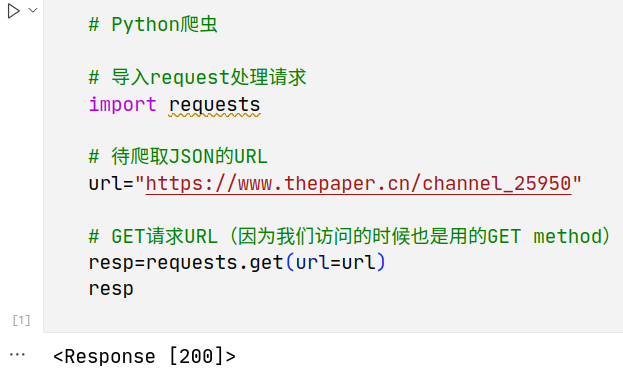 # Python爬虫
# 导入request处理请求
import requests
# 待爬取JSON的URL
url="https://www.thepaper.cn/channel_25950"
# GET请求URL（因为我们访问的时候也是用的GET method）
resp=requests.get(url=url)
resp
[1]
... <Response [200]>